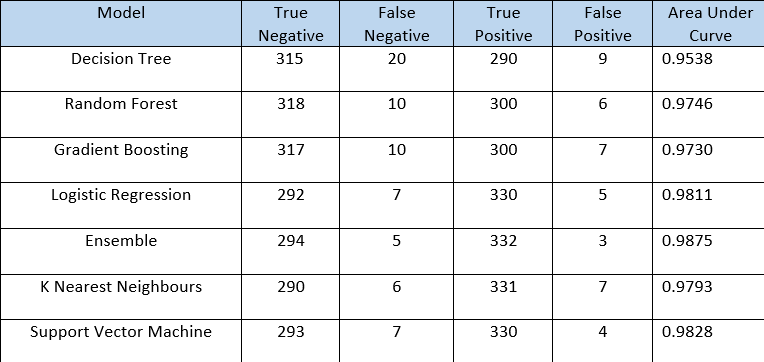 Model True Negative False Negative True Positive False Positive Area Under Curve
Decision Tree 315 20 290 9 0.9538
Random Forest 318 10 300 6 0.9746
Gradient Boosting 317 10 300 7 0.9730
Logistic Regression 292 7 330 5 0.9811
Ensemble 294 5 332 3 0.9875
K Nearest Neighbours 290 6 331 7 0.9793
Support Vector Machine 293 7 330 4 0.9828